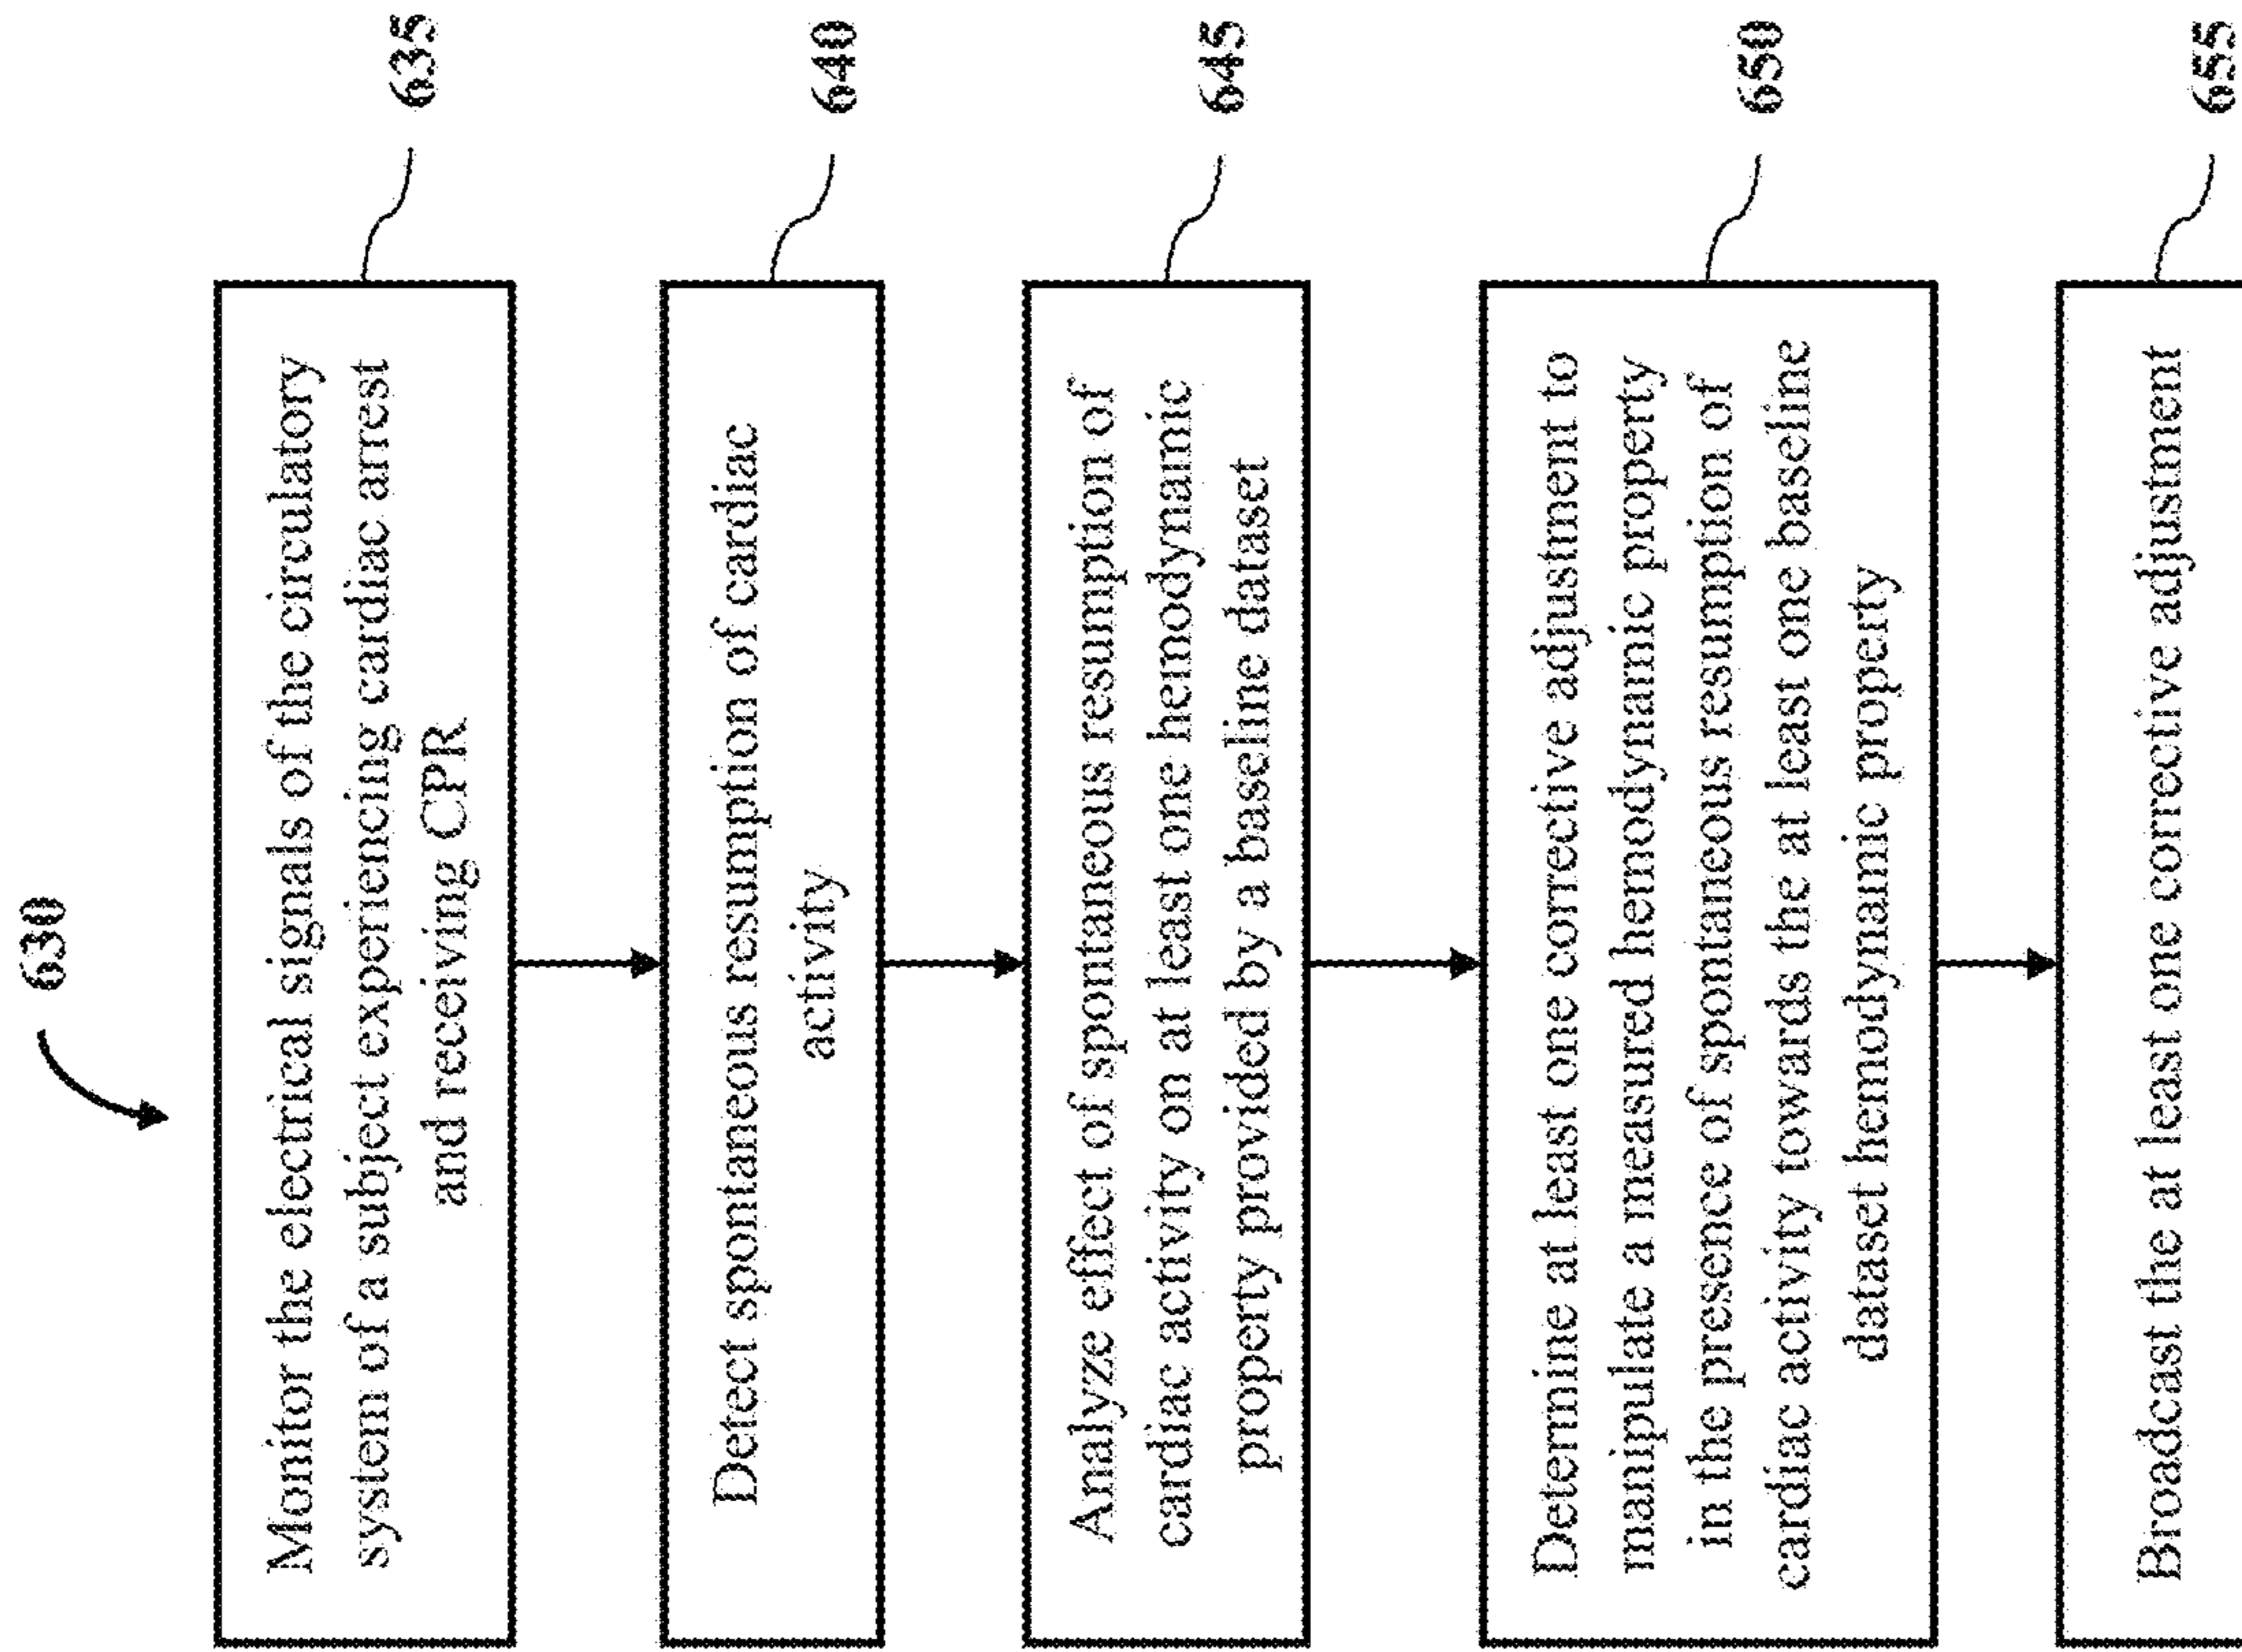 630
Monitor the electrical signals of the circulatory
system of a subject experiencing cardiac arrest
and receiving CPR
635
Detect spontaneous resumption of cardiac
activity
640
Analyze effect of spontaneous resumption of
cardiac activity on at least one hemodynamic
property provided by a baseline dataset
645
Determine at least one corrective adjustment to
manipulate a measured hemodynamic property
in the presence of spontaneous resumption of
cardiac activity towards the at least one baseline
dataset hemodynamic property
650
Broadcast the at least one corrective adjustment
655